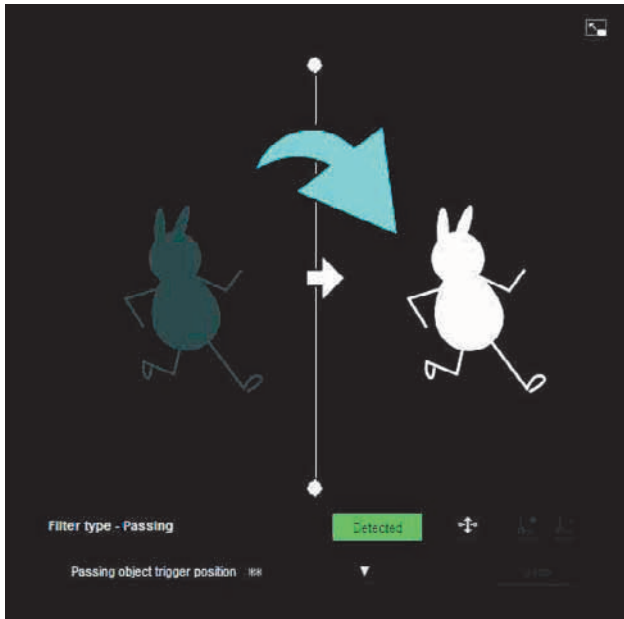 Filter type - Passing
Detected
Passing object trigger position **